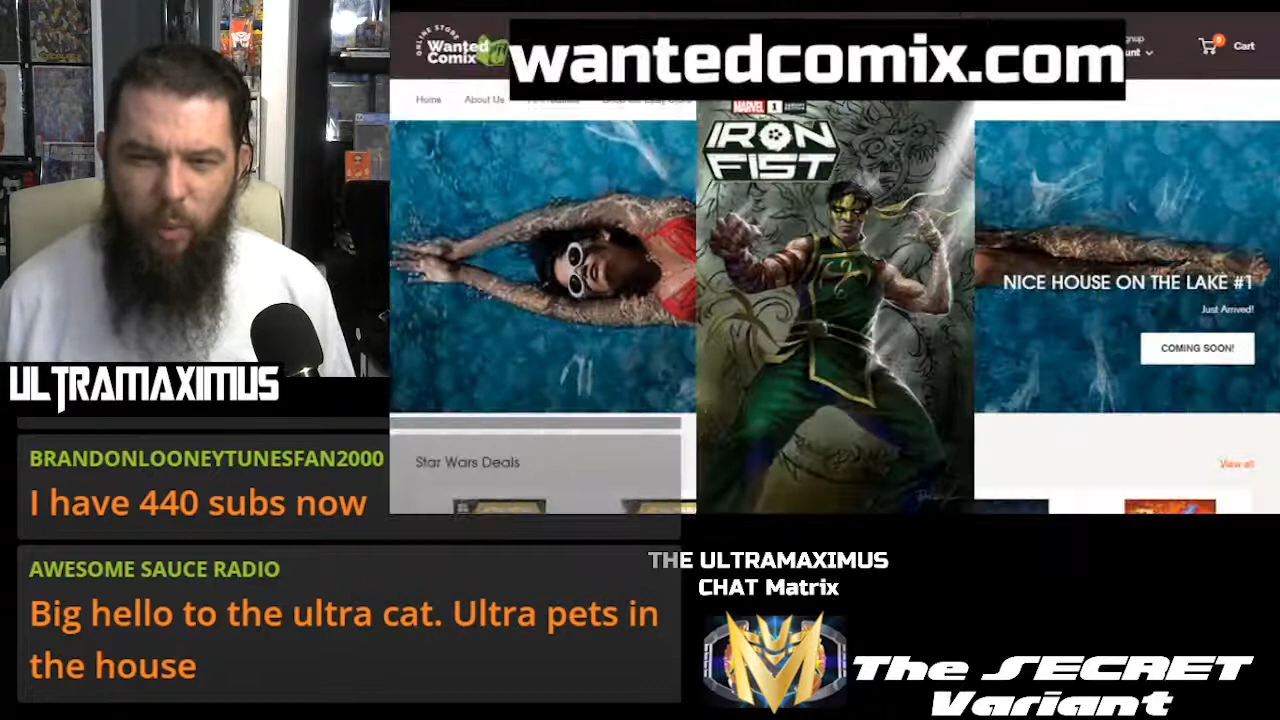 ONLINE STORE
Wanted
Comix
wantedcomix.com
Cart
0
Home
About Us
MARVEL
1
IRON
FIST
NICE HOUSE ON THE LAKE #1
Just Arrived!
COMING SOON!
Star Wars Deals
View all
ULTRAMAXIMUS
BRANDONLOONEYTUNESFAN2000
I have 440 subs now
AWESOME SAUCE RADIO
Big hello to the ultra cat. Ultra pets in
the house
THE ULTRAMAXIMUS
CHAT Matrix
The SECRET
Variant